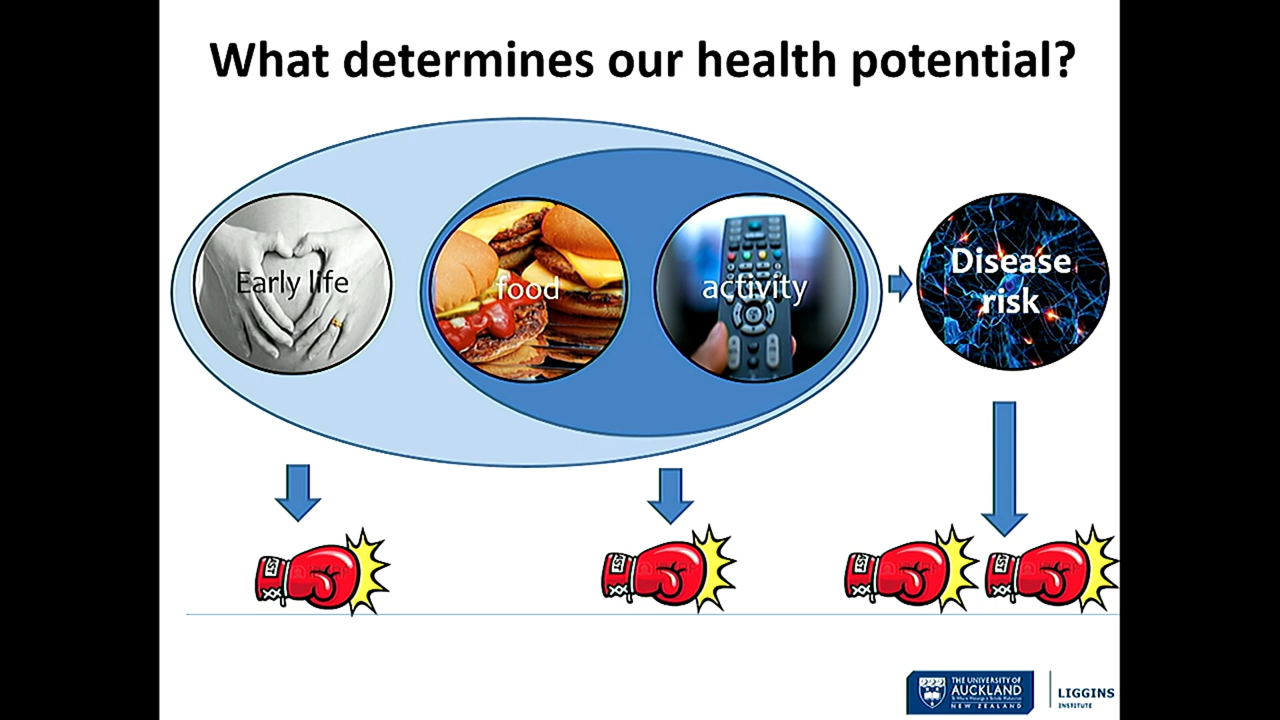 What determines our health potential?
Early life
food
activity
Disease
risk
THE UNIVERSITY OF
AUCKLAND
NEW ZEALAND
LIGGINS
INSTITUTE